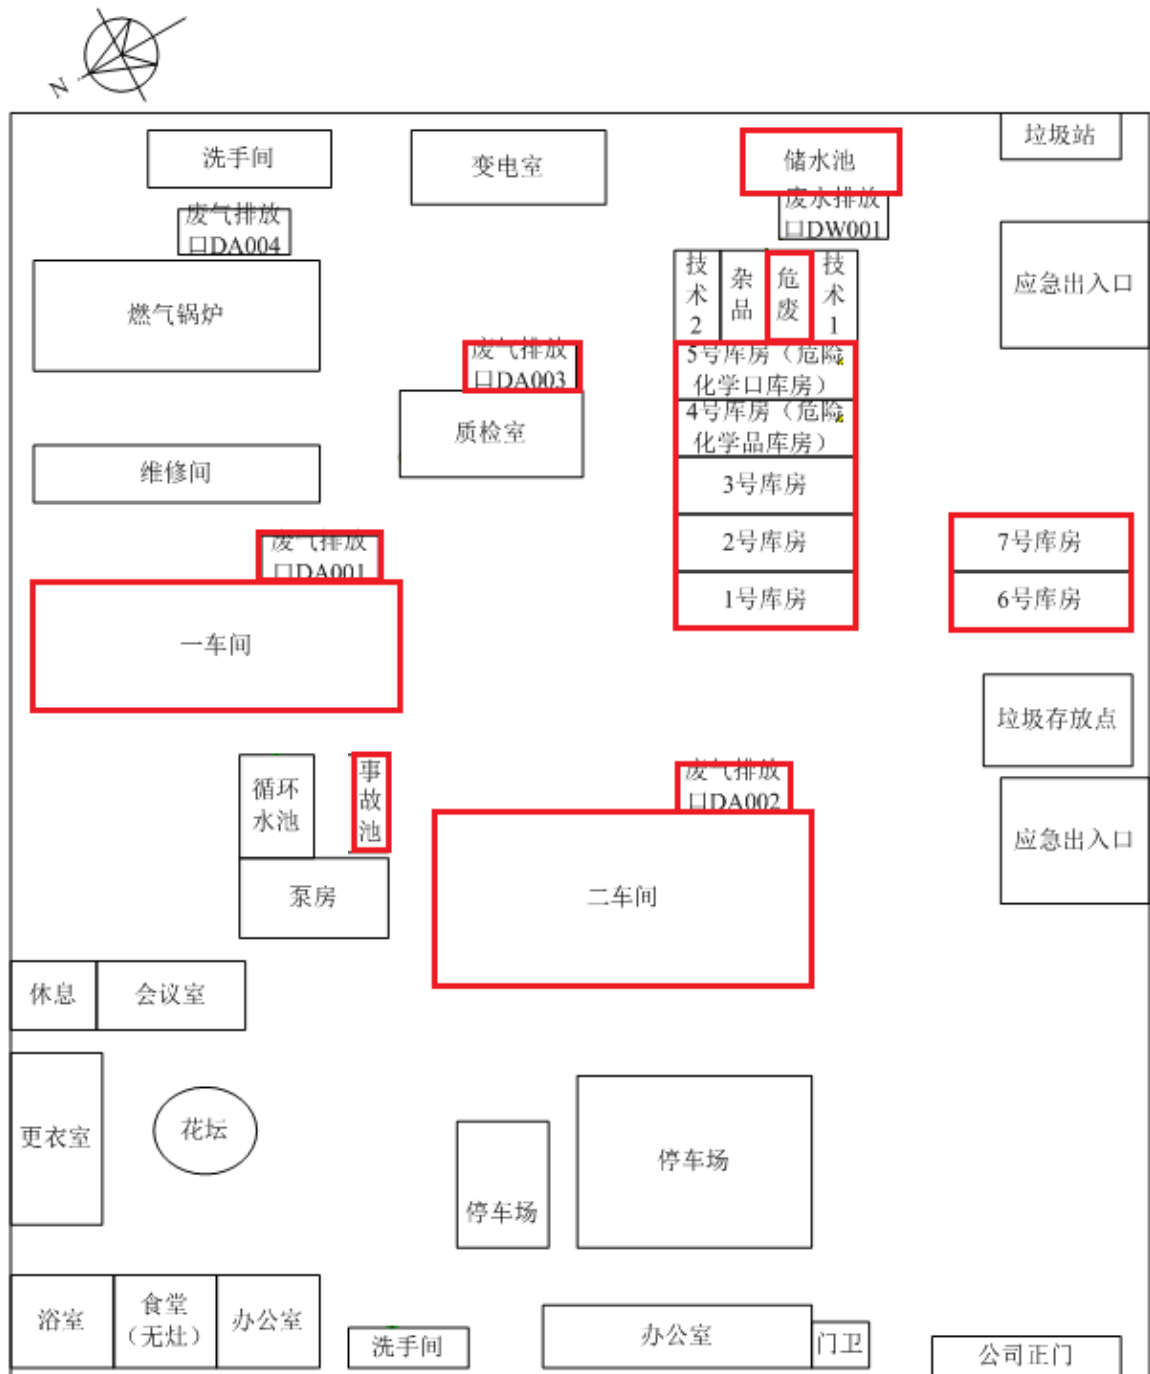 N
垃圾站
洗手间
变电室
储水池
废气排放
口DA004
废水排放
口DW001
技术2
杂品
危废
技术1
应急出入口
燃气锅炉
废气排放
口DA003
5号库房（危险
化学口库房）
4号库房（危险
化学品库房）
质检室
维修间
3号库房
2号库房
1号库房
7号库房
6号库房
废气排放
口DA001
一车间
垃圾存放点
循环
水池
事故池
废气排放
口DA002
应急出入口
泵房
二车间
休息
会议室
更衣室
花坛
停车场
停车场
浴室
食堂
（无灶）
办公室
洗手间
办公室
门卫
公司正门